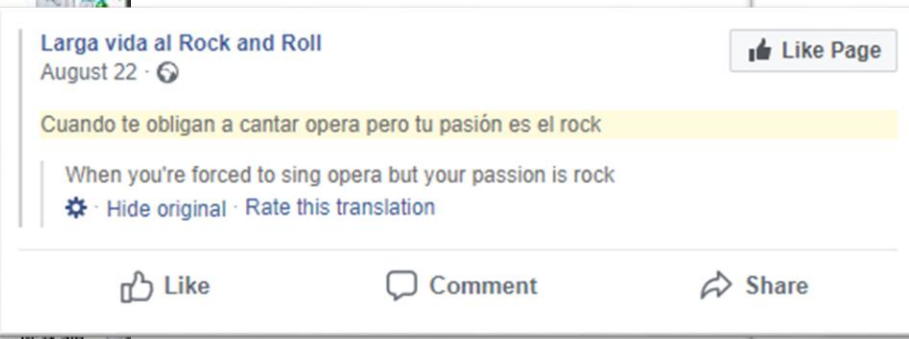 Larga vida al Rock and Roll
Like Page
August 22 ·
Cuando te obligan a cantar opera pero tu pasión es el rock
When you're forced to sing opera but your passion is rock
· Hide original · Rate this translation
Like Comment Share